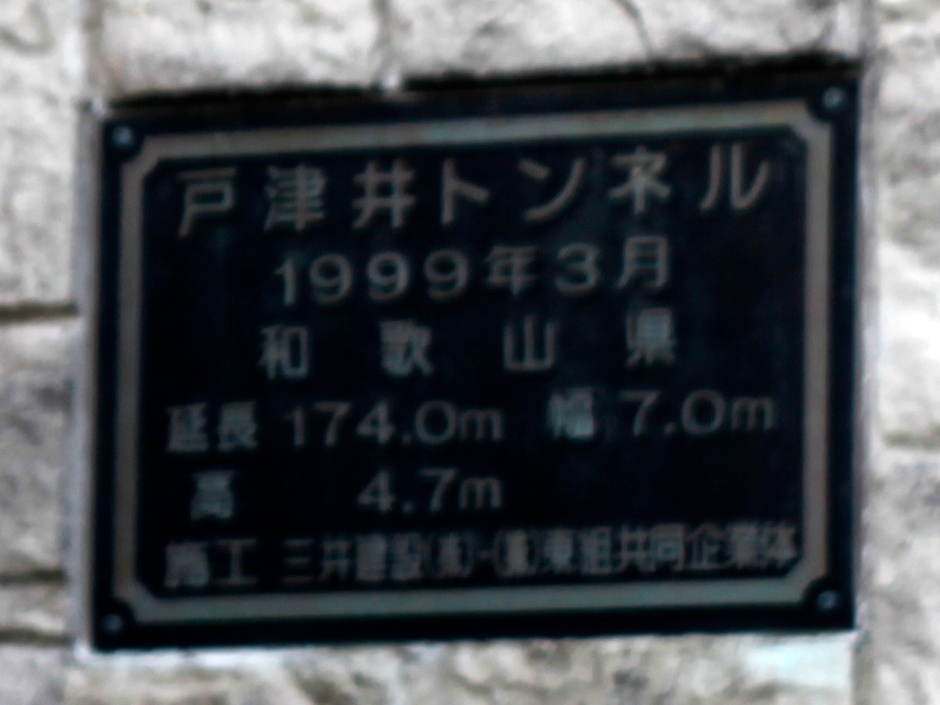 戸津井トンネル
1999年3月
和歌山県
延長 174.0m 幅 7.0m
高 4.7m
施工 三井建設(株)・(株)東組共同企業体